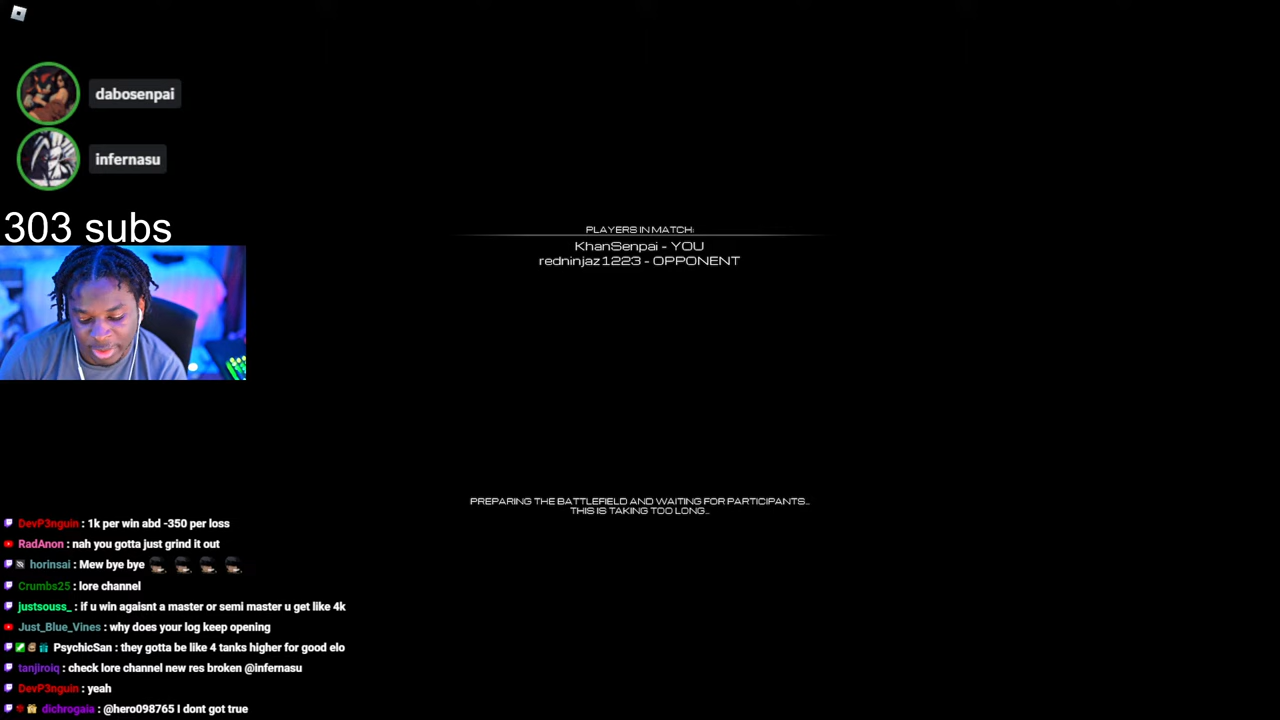 dabosenpai
infernasu
303 subs
PLAYERS IN MATCH:
KhanSenpai - YOU
redninjaz1223 - OPPONENT
PREPARING THE BATTLEFIELD AND WAITING FOR PARTICIPANTS...
THIS IS TAKING TOO LONG...
DevP3nguin : 1k per win abd -350 per loss
RadAnon : nah you gotta just grind it out
horinsai : Mew bye bye
Crumbs25 : lore channel
justsouss_ : if u win agaisnt a master or semi master u get like 4k
Just_Blue_Vines : why does your log keep opening
PsychicSan : they gotta be like 4 tanks higher for good elo
tanjiroiq : check lore channel new res broken @infernasu
DevP3nguin : yeah
dichrogaia : @hero098765 I dont got true